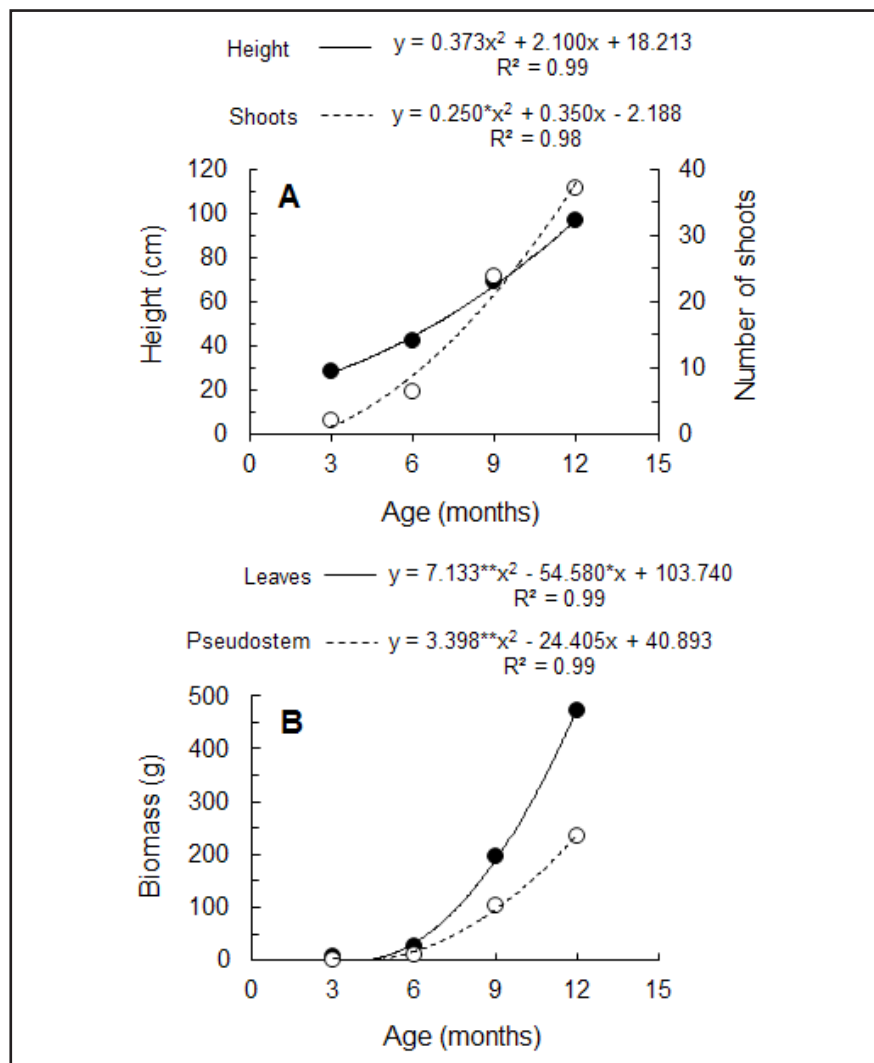 Height y = 0.373x² + 2.100x + 18.213
R² = 0.99
Shoots y = 0.250*x² + 0.350x - 2.188
R² = 0.98
A
120
100
80
60
40
20
0
Height (cm)
40
30
20
10
0
Number of shoots
0 3 6 9 12 15
Age (months)
Leaves y = 7.133**x² - 54.580*x + 103.740
R² = 0.99
Pseudostem y = 3.398**x² - 24.405x + 40.893
R² = 0.99
B
500
400
300
200
100
0
Biomass (g)
0 3 6 9 12 15
Age (months)